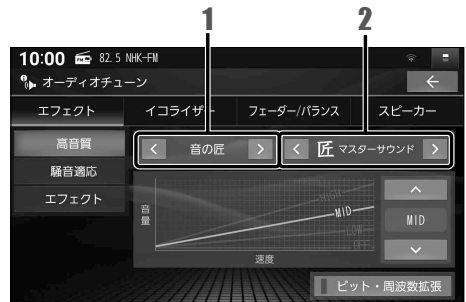 1
2
10:00 FM 82.5 NHK-FM
オーディオチューン
エフェクト イコライザー フェーダー/バランス スピーカー
高音質
騒音適応
エフェクト
音の匠
匠 マスターサウンド
音量
HIGH
MID
LOW
速度
MID
ビット・周波数拡張